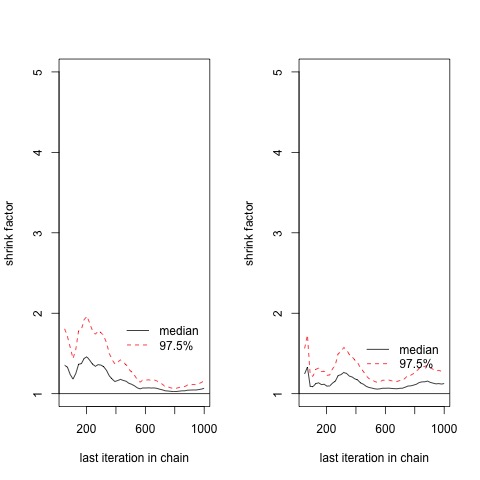 5
4
3
2
1
shrink factor
median
97.5%
200 600 1000
last iteration in chain
5
4
3
2
1
shrink factor
median
97.5%
200 600 1000
last iteration in chain